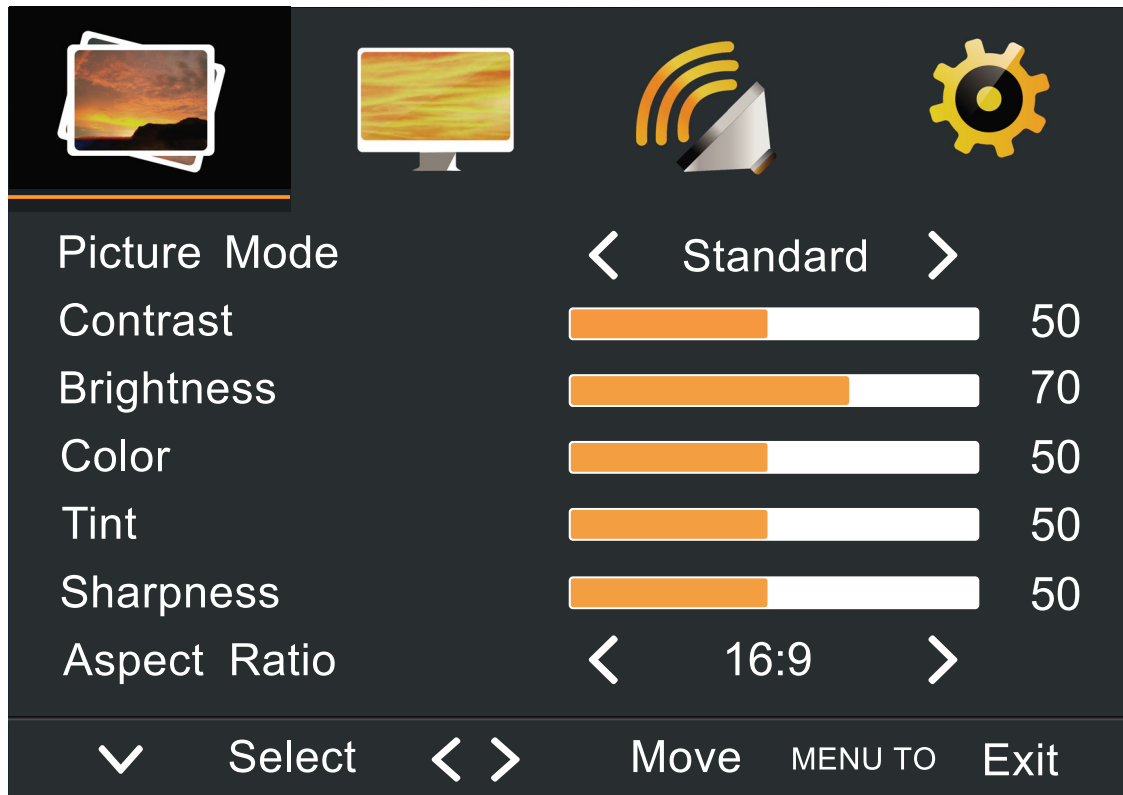 Picture Mode Standard
Contrast 50
Brightness 70
Color 50
Tint 50
Sharpness 50
Aspect Ratio 16:9
Select Move MENU TO Exit